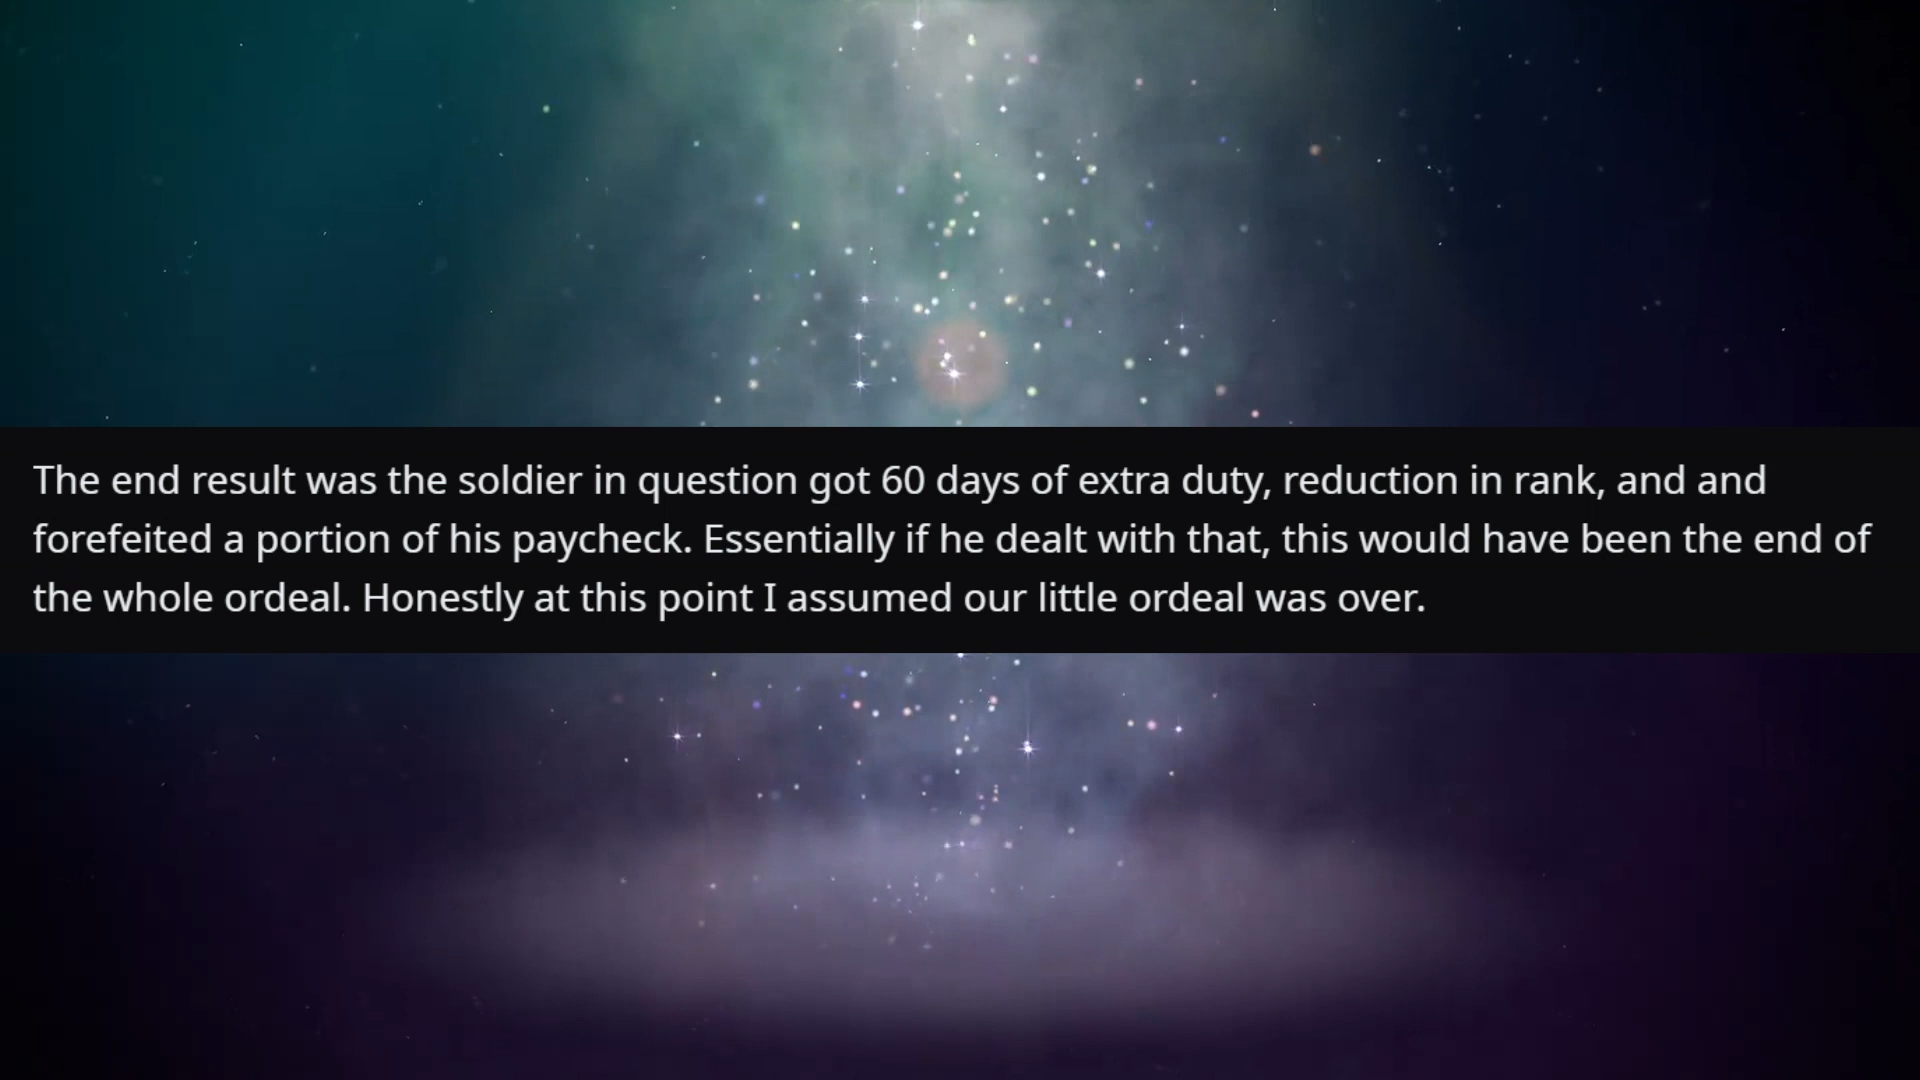 The end result was the soldier in question got 60 days of extra duty, reduction in rank, and and
forefeited a portion of his paycheck. Essentially if he dealt with that, this would have been the end of
the whole ordeal. Honestly at this point I assumed our little ordeal was over.